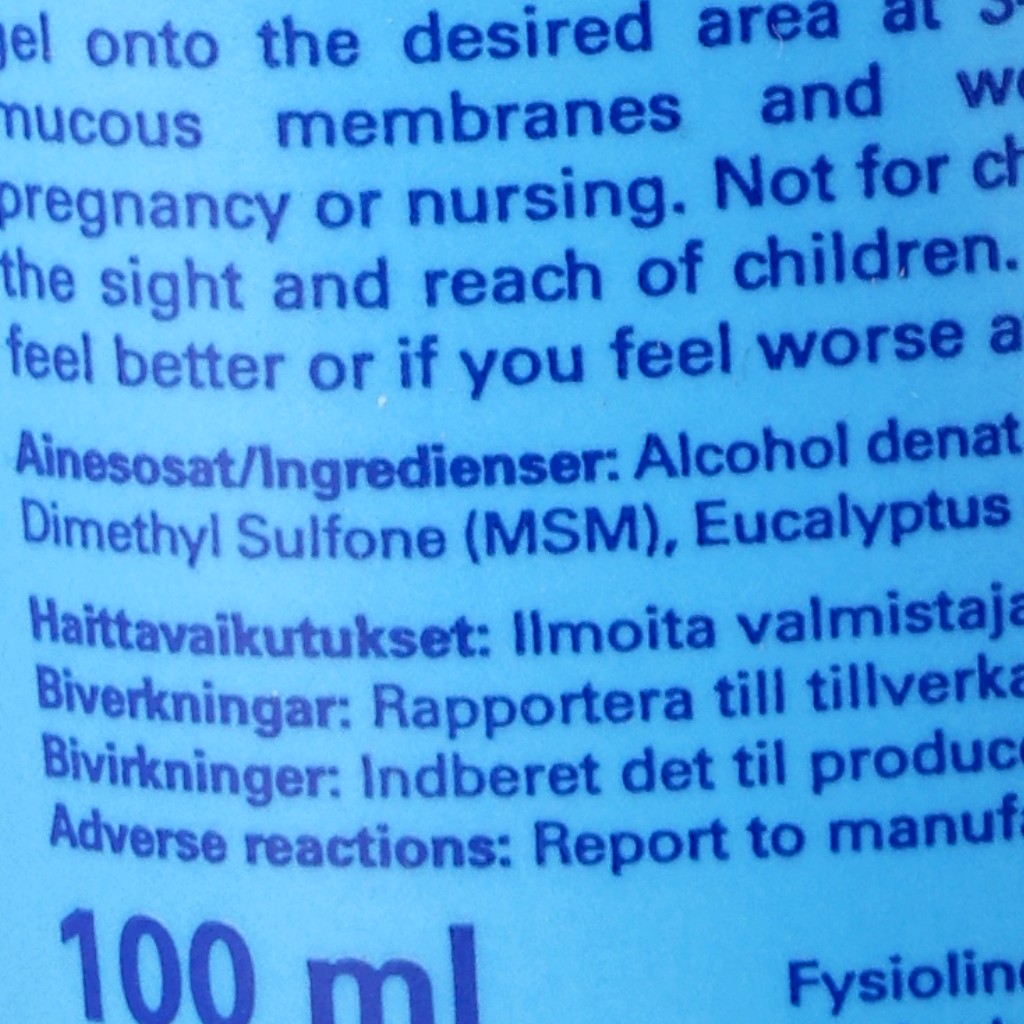 gel onto the desired area at
mucous membranes and
pregnancy or nursing. Not for
the sight and reach of children.
feel better or if you feel worse
Ainesosat/Ingredienser: Alcohol denat.
Dimethyl Sulfone (MSM), Eucalyptus
Haittavaikutukset: Ilmoita
Biverkningar: Rapportera till
Bivirkninger: Indberet det til
Adverse reactions: Report to
100 ml